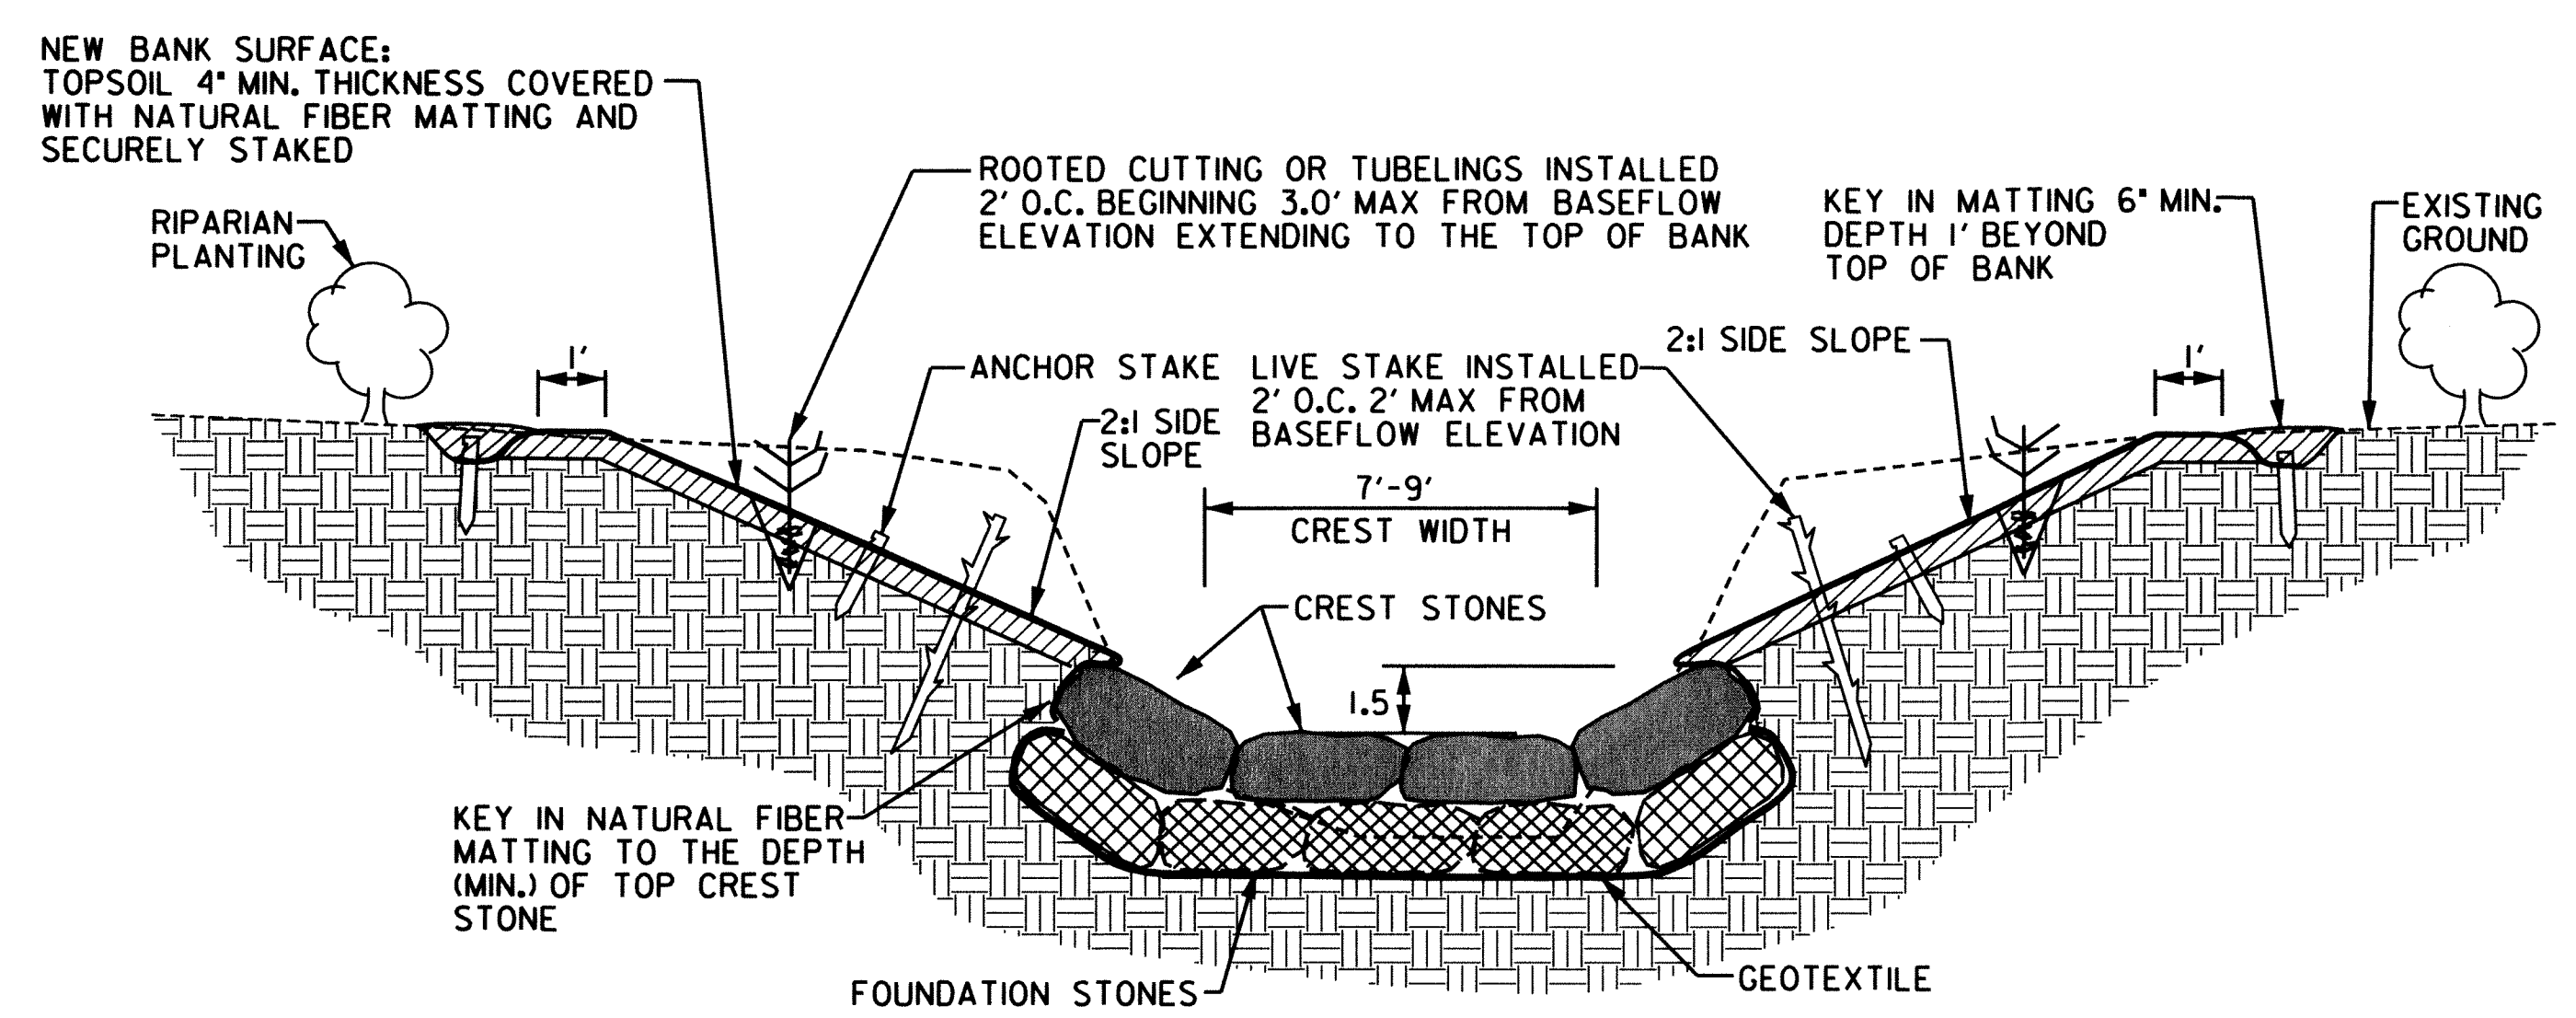 NEW BANK SURFACE:
TOPSOIL 4" MIN. THICKNESS COVERED
WITH NATURAL FIBER MATTING AND
SECURELY STAKED
ROOTED CUTTING OR TUBELINGS INSTALLED
2' O.C. BEGINNING 3.0' MAX FROM BASEFLOW
ELEVATION EXTENDING TO THE TOP OF BANK
KEY IN MATTING 6" MIN.
DEPTH 1' BEYOND
TOP OF BANK
EXISTING
GROUND
RIPARIAN
PLANTING
1'
ANCHOR STAKE
LIVE STAKE INSTALLED
2' O.C. 2' MAX FROM
BASEFLOW ELEVATION
2:1 SIDE SLOPE
1'
2:1 SIDE
SLOPE
7'-9'
CREST WIDTH
CREST STONES
1.5
KEY IN NATURAL FIBER
MATTING TO THE DEPTH
(MIN.) OF TOP CREST
STONE
FOUNDATION STONES
GEOTEXTILE